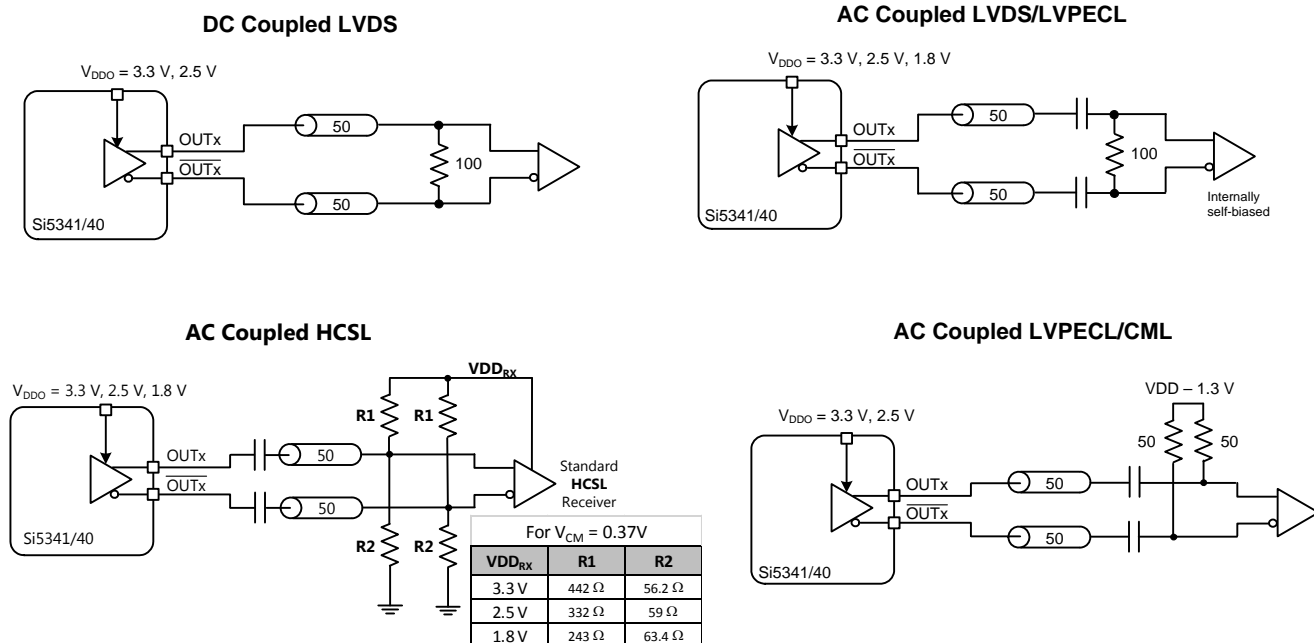 DC Coupled LVDS
V_DDO = 3.3 V, 2.5 V
OUTx
O̅U̅T̅x̅
50
50
100
Si5341/40
AC Coupled LVDS/LVPECL
V_DDO = 3.3 V, 2.5 V, 1.8 V
OUTx
O̅U̅T̅x̅
50
50
100
Internally
self-biased
Si5341/40
AC Coupled HCSL
V_DDO = 3.3 V, 2.5 V, 1.8 V
VDD_RX
R1
R1
OUTx
O̅U̅T̅x̅
50
50
R2
R2
Standard
HCSL
Receiver
Si5341/40
For V_CM = 0.37V
VDD_RX R1 R2
3.3 V 442 Ω 56.2 Ω
2.5 V 332 Ω 59 Ω
1.8 V 243 Ω 63.4 Ω
AC Coupled LVPECL/CML
VDD – 1.3 V
V_DDO = 3.3 V, 2.5 V
50
50
OUTx
O̅U̅T̅x̅
50
50
Si5341/40